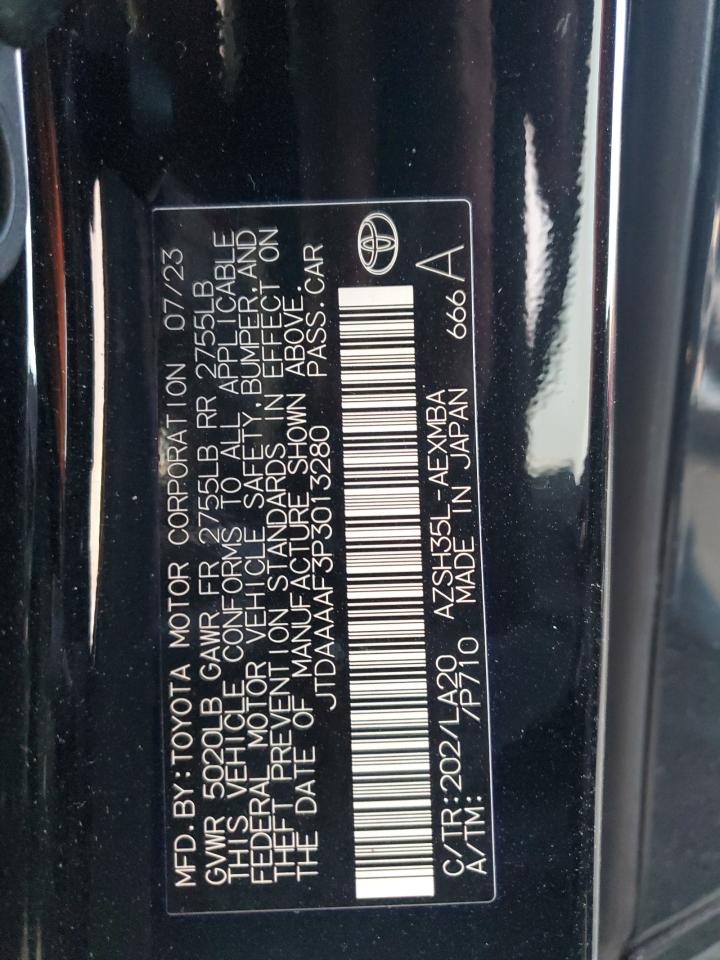 MFD. BY: TOYOTA MOTOR CORPORATION 07/23
GVWR 5020LB GAWR FR 2755LB RR 2755LB
THIS VEHICLE CONFORMS TO ALL APPLICABLE
FEDERAL MOTOR VEHICLE SAFETY, BUMPER, AND
THEFT PREVENTION STANDARDS IN EFFECT ON
THE DATE OF MANUFACTURE SHOWN ABOVE.
JTDAAAAF3P3013280 PASS. CAR
C/TR: 202/LA20 AZSH35L-AEXMBA
A/TM: /P710 MADE IN JAPAN 666 A